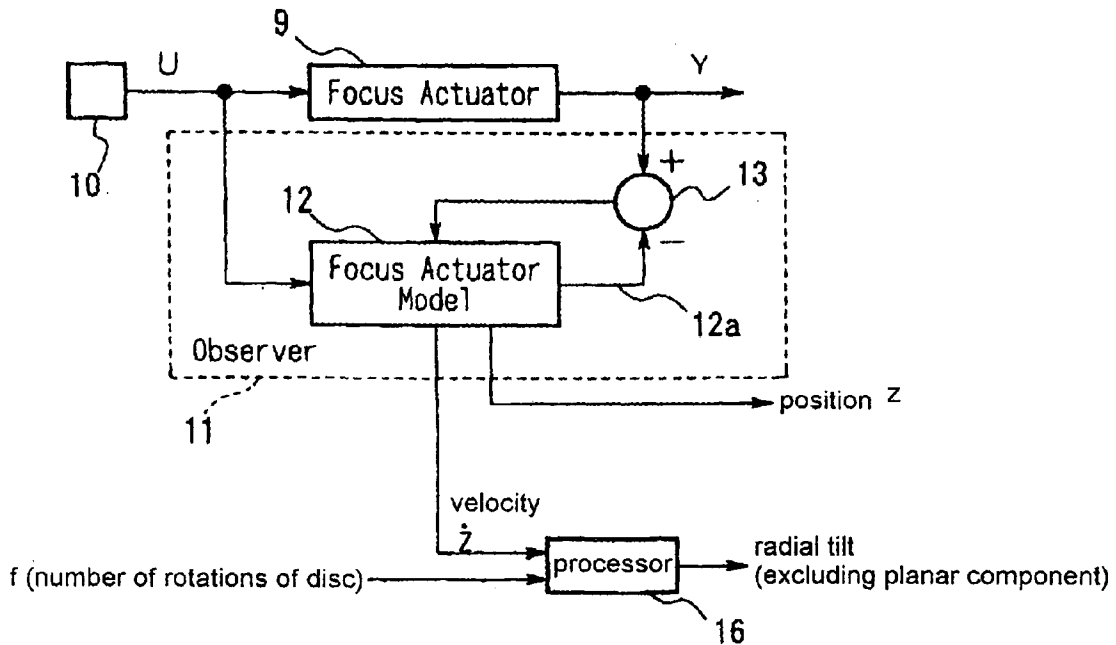 9
U
Focus Actuator
Y
10
+
13
12
−
Focus Actuator
Model
12a
Observer
position z
11
velocity
ż
f (number of rotations of disc)
processor
radial tilt
(excluding planar component)
16